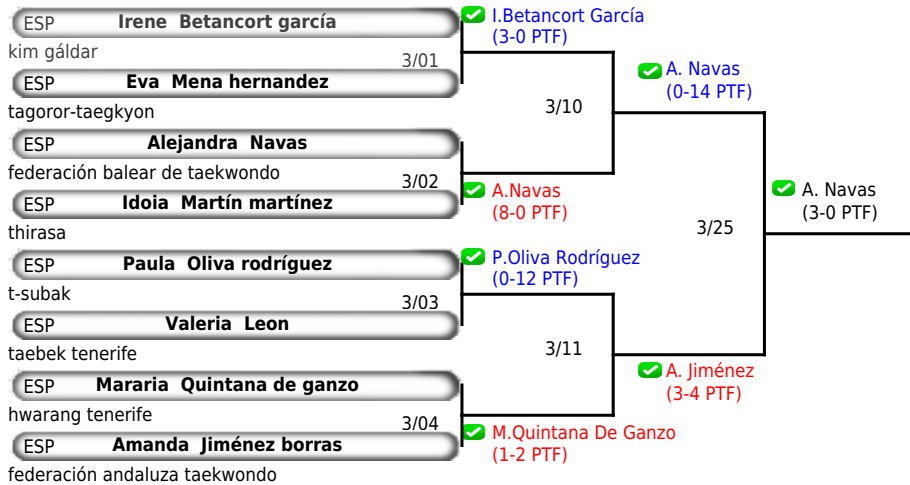 ESP Irene Betancort garcía
I.Betancort García
(3-0 PTF)
kim gáldar
3/01
ESP Eva Mena hernandez
A. Navas
(0-14 PTF)
tagoror-taegkyon
3/10
ESP Alejandra Navas
federación balear de taekwondo
3/02
A.Navas
(8-0 PTF)
A. Navas
(3-0 PTF)
ESP Idoia Martín martínez
thirasa
3/25
ESP Paula Oliva rodríguez
P.Oliva Rodríguez
(0-12 PTF)
t-subak
3/03
ESP Valeria Leon
taebek tenerife
3/11
A. Jiménez
(3-4 PTF)
ESP Mararia Quintana de ganzo
hwarang tenerife
3/04
M.Quintana De Ganzo
(1-2 PTF)
ESP Amanda Jiménez borras
federación andaluza taekwondo